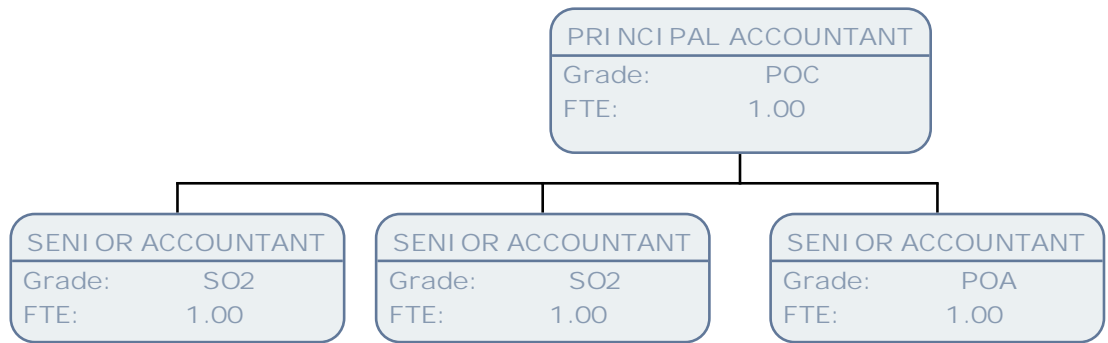 PRINCIPAL ACCOUNTANT
Grade: POC
FTE: 1.00
SENIOR ACCOUNTANT
Grade: SO2
FTE: 1.00
SENIOR ACCOUNTANT
Grade: SO2
FTE: 1.00
SENIOR ACCOUNTANT
Grade: POA
FTE: 1.00